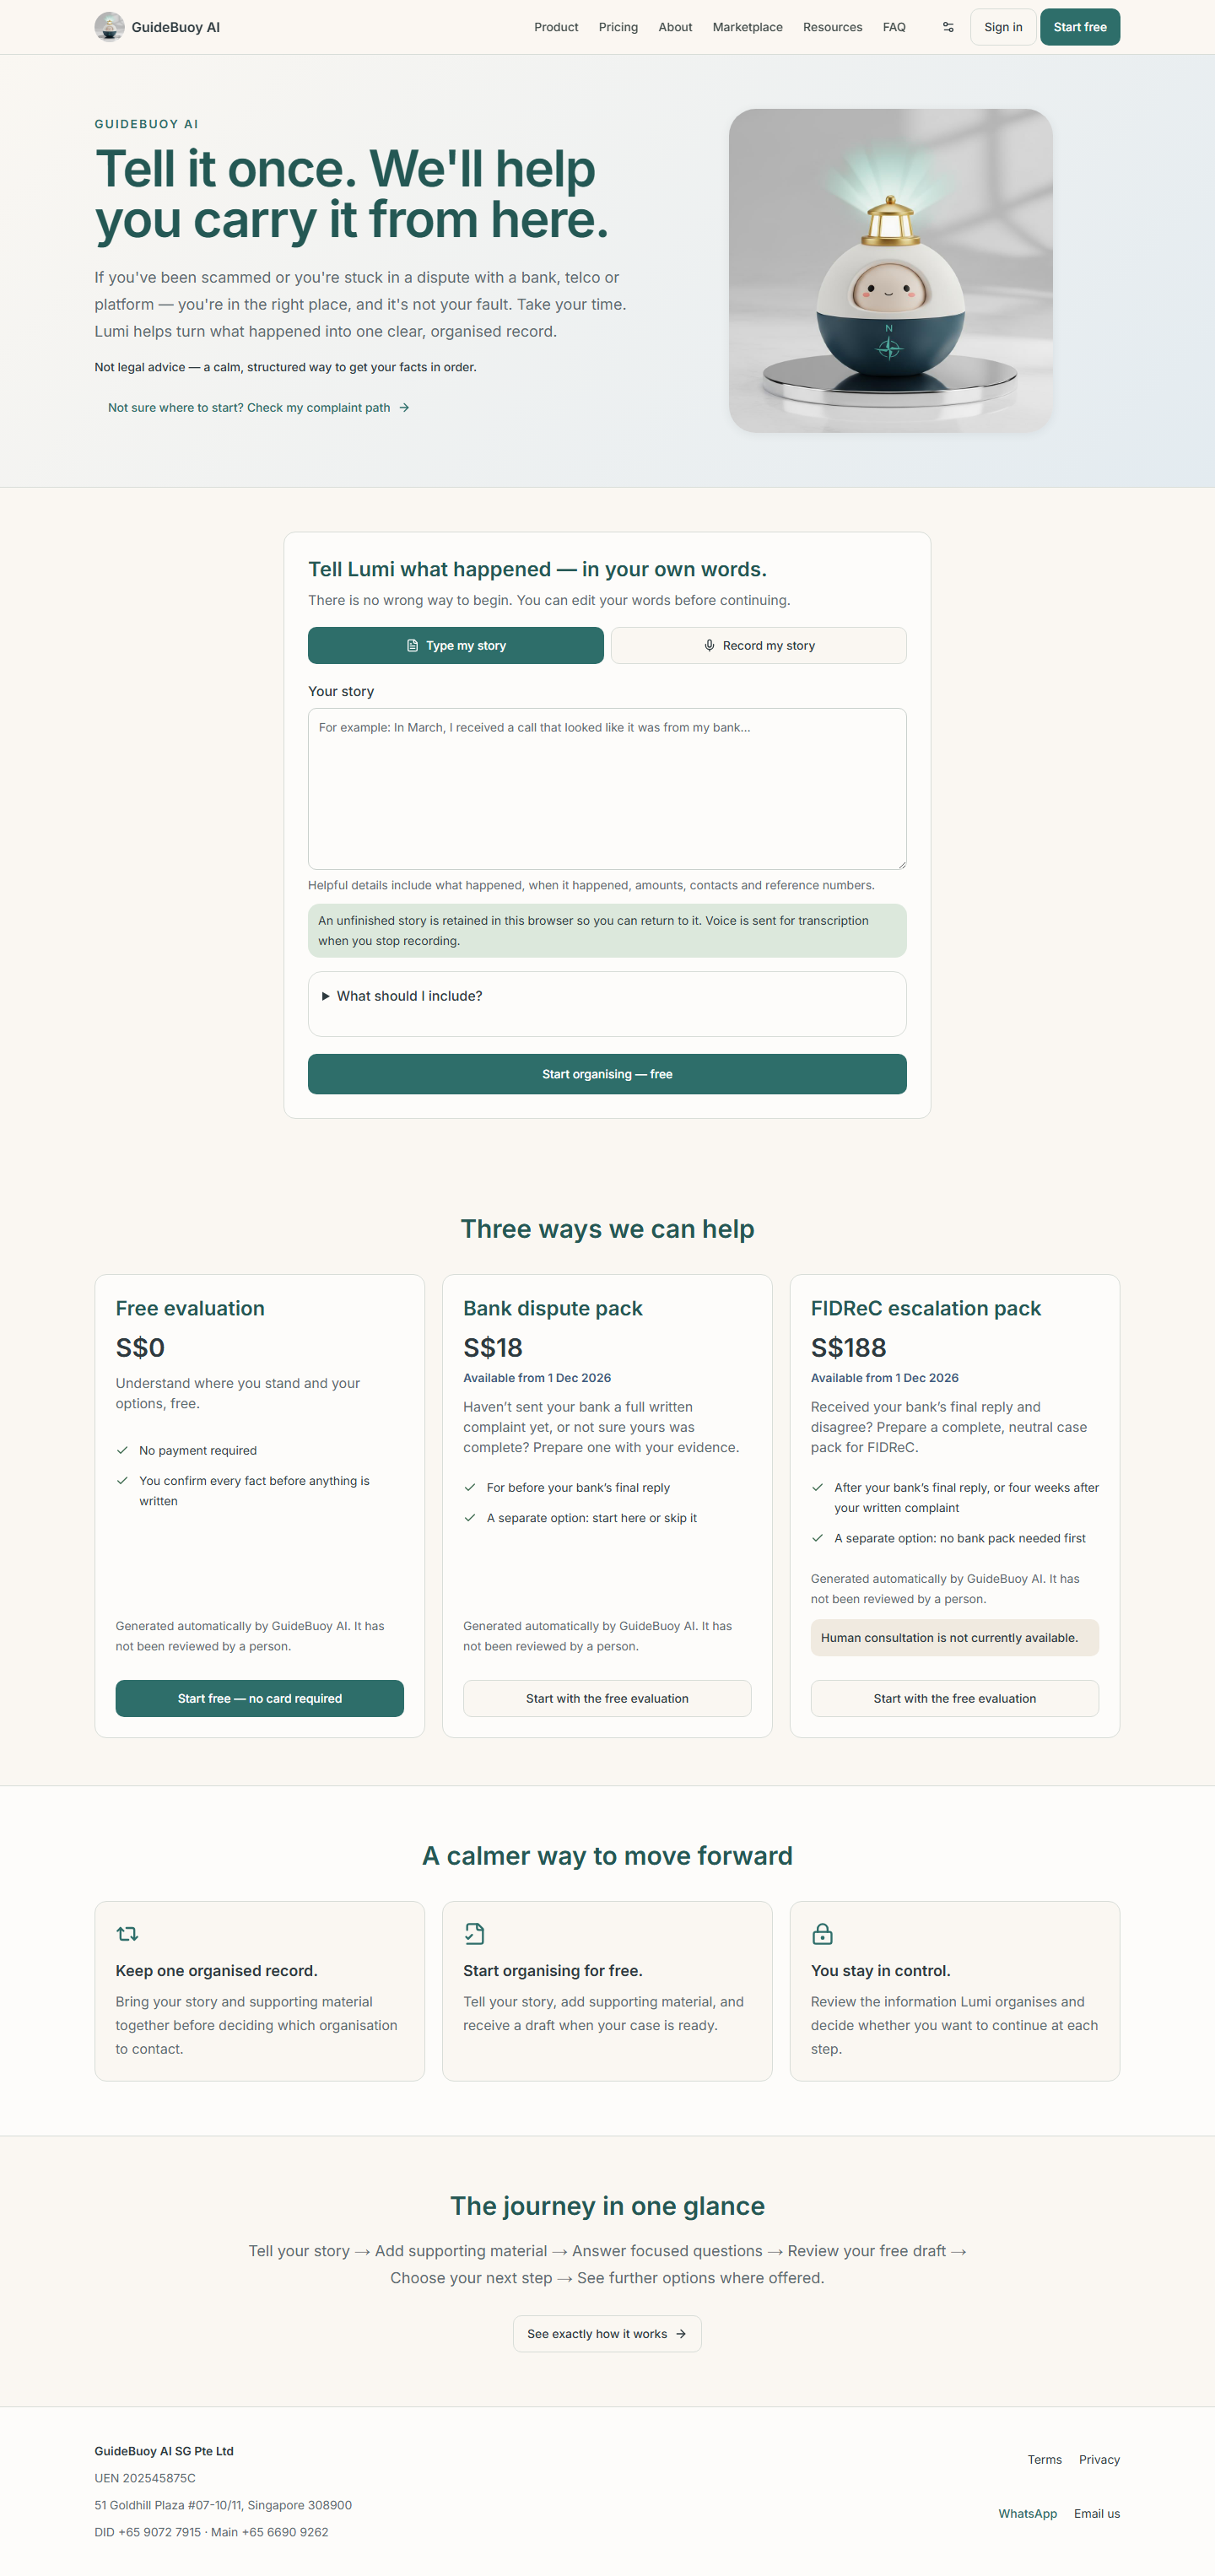 GuideBuoy AI
Product Pricing About Marketplace Resources FAQ Sign in Start free
GUIDEBUOY AI
Tell it once. We'll help
you carry it from here.
If you've been scammed or you're stuck in a dispute with a bank, telco or
platform — you're in the right place, and it's not your fault. Take your time.
Lumi helps turn what happened into one clear, organised record.
Not legal advice — a calm, structured way to get your facts in order.
Not sure where to start? Check my complaint path →
N
Tell Lumi what happened — in your own words.
There is no wrong way to begin. You can edit your words before continuing.
Type my story
Record my story
Your story
For example: In March, I received a call that looked like it was from my bank...
Helpful details include what happened, when it happened, amounts, contacts and reference numbers.
An unfinished story is retained in this browser so you can return to it. Voice is sent for transcription
when you stop recording.
What should I include?
Start organising — free
Three ways we can help
Free evaluation
S$0
Understand where you stand and your
options, free.
No payment required
You confirm every fact before anything is
written
Generated automatically by GuideBuoy AI. It has
not been reviewed by a person.
Start free — no card required
Bank dispute pack
S$18
Available from 1 Dec 2026
Haven’t sent your bank a full written
complaint yet, or not sure yours was
complete? Prepare one with your evidence.
For before your bank’s final reply
A separate option: start here or skip it
Generated automatically by GuideBuoy AI. It has
not been reviewed by a person.
Start with the free evaluation
FIDReC escalation pack
S$188
Available from 1 Dec 2026
Received your bank’s final reply and
disagree? Prepare a complete, neutral case
pack for FIDReC.
After your bank’s final reply, or four weeks after
your written complaint
A separate option: no bank pack needed first
Generated automatically by GuideBuoy AI. It has
not been reviewed by a person.
Human consultation is not currently available.
Start with the free evaluation
A calmer way to move forward
Keep one organised record.
Bring your story and supporting material
together before deciding which organisation
to contact.
Start organising for free.
Tell your story, add supporting material, and
receive a draft when your case is ready.
You stay in control.
Review the information Lumi organises and
decide whether you want to continue at each
step.
The journey in one glance
Tell your story → Add supporting material → Answer focused questions → Review your free draft →
Choose your next step → See further options where offered.
See exactly how it works →
GuideBuoy AI SG Pte Ltd
UEN 202545875C
51 Goldhill Plaza #07-10/11, Singapore 308900
DID +65 9072 7915 · Main +65 6690 9262
Terms Privacy
WhatsApp Email us